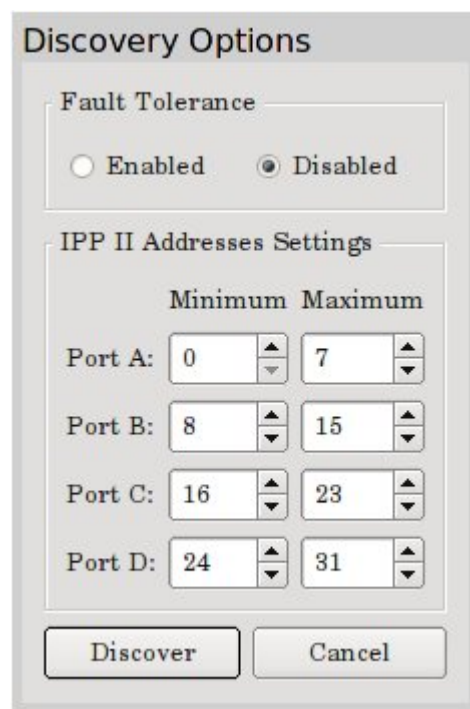 Discovery Options
Fault Tolerance
Enabled Disabled
IPP II Addresses Settings
Minimum Maximum
Port A: 0 7
Port B: 8 15
Port C: 16 23
Port D: 24 31
Discover Cancel